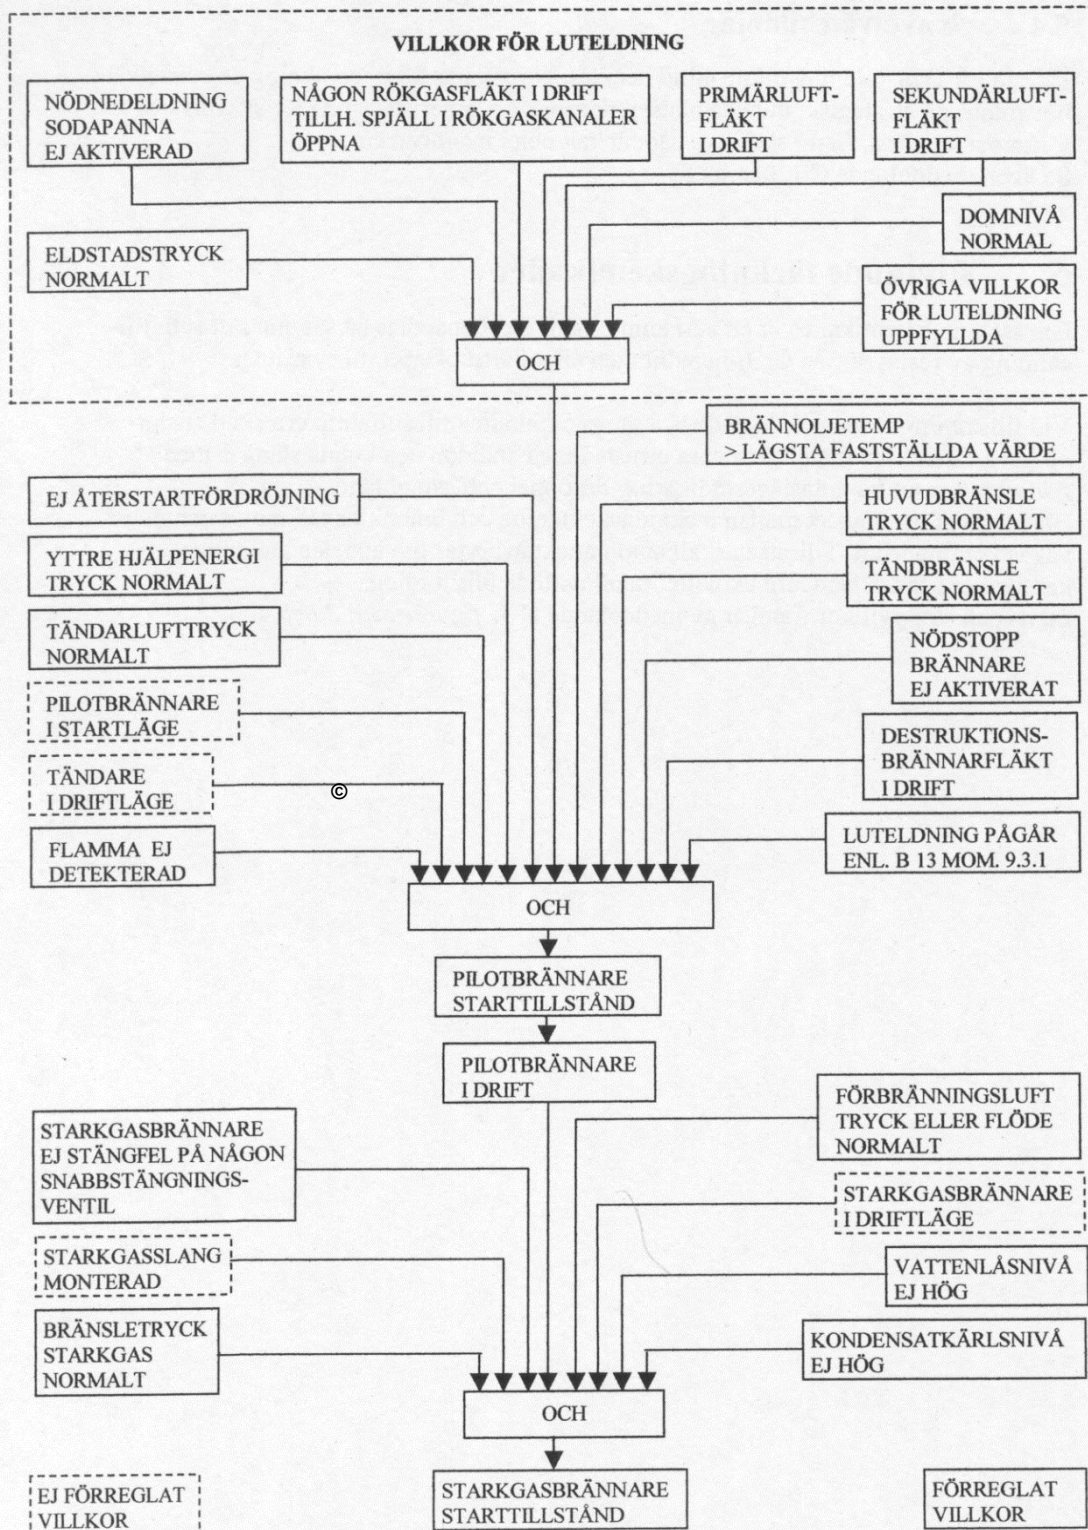 VILLKOR FÖR LUTELDNING
NÖDNEDELDNING
SODAPANNA
EJ AKTIVERAD
NÅGON RÖKGASFLÄKT I DRIFT
TILLH. SPJÄLL I RÖKGASKANALER
ÖPPNA
PRIMÄRLUFT-
FLÄKT
I DRIFT
SEKUNDÄRLUFT-
FLÄKT
I DRIFT
DOMNIVÅ
NORMAL
ELDSTADSTRYCK
NORMALT
ÖVRIGA VILLKOR
FÖR LUTELDNING
UPPFYLLDA
OCH
BRÄNNOLJETEMP
> LÄGSTA FASTSTÄLLDA VÄRDE
EJ ÅTERSTARTFÖRDRÖJNING
HUVUDBRÄNSLE
TRYCK NORMALT
YTTRE HJÄLPENERGI
TRYCK NORMALT
TÄNDBRÄNSLE
TRYCK NORMALT
TÄNDARLUFTTRYCK
NORMALT
NÖDSTOPP
BRÄNNARE
EJ AKTIVERAT
PILOTBRÄNNARE
I STARTLÄGE
DESTRUKTIONS-
BRÄNNARFLÄKT
I DRIFT
TÄNDARE
I DRIFTLÄGE
©
FLAMMA EJ
DETEKTERAD
LUTELDNING PÅGÅR
ENL. B 13 MOM. 9.3.1
OCH
PILOTBRÄNNARE
STARTTILLSTÅND
PILOTBRÄNNARE
I DRIFT
FÖRBRÄNNINGSLUFT
TRYCK ELLER FLÖDE
NORMALT
STARKGASBRÄNNARE
EJ STÄNGFEL PÅ NÅGON
SNABBSTÄNGNINGS-
VENTIL
STARKGASBRÄNNARE
I DRIFTLÄGE
STARKGASSLANG
MONTERAD
VATTENLÅSNIVÅ
EJ HÖG
BRÄNSLETRYCK
STARKGAS
NORMALT
KONDENSATKÄRLSNIVÅ
EJ HÖG
OCH
EJ FÖRREGLAT
VILLKOR
STARKGASBRÄNNARE
STARTTILLSTÅND
FÖRREGLAT
VILLKOR